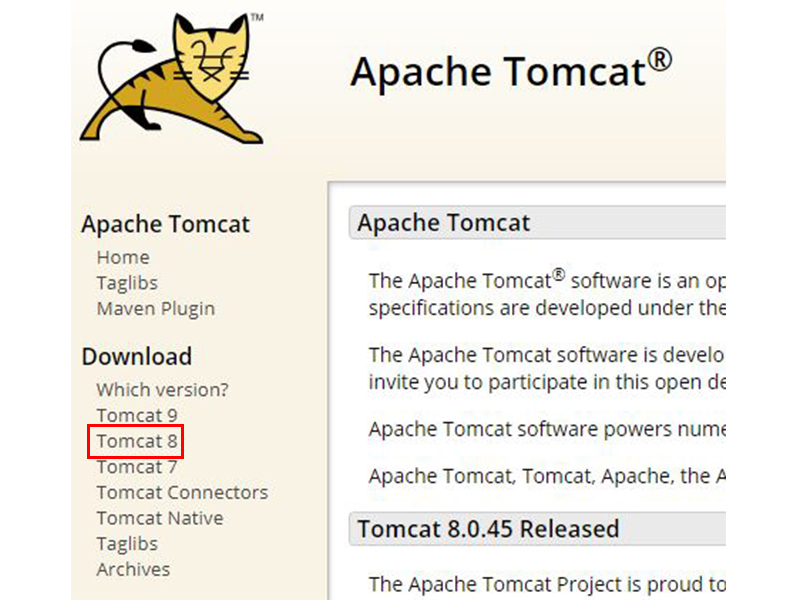 TM
Apache Tomcat®
Apache Tomcat
Home
Taglibs
Maven Plugin
Download
Which version?
Tomcat 9
Tomcat 8
Tomcat 7
Tomcat Connectors
Tomcat Native
Taglibs
Archives
Apache Tomcat
The Apache Tomcat® software is an op
specifications are developed under the
The Apache Tomcat software is develo
invite you to participate in this open de
Apache Tomcat software powers nume
Apache Tomcat, Tomcat, Apache, the A
Tomcat 8.0.45 Released
The Apache Tomcat Project is proud to